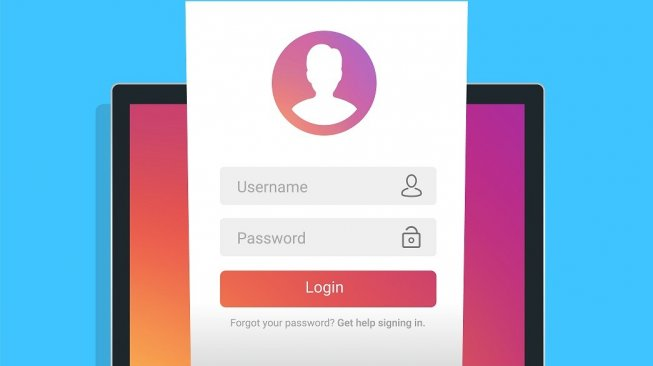 Username
Password
Login
Forgot your password? Get help signing in.